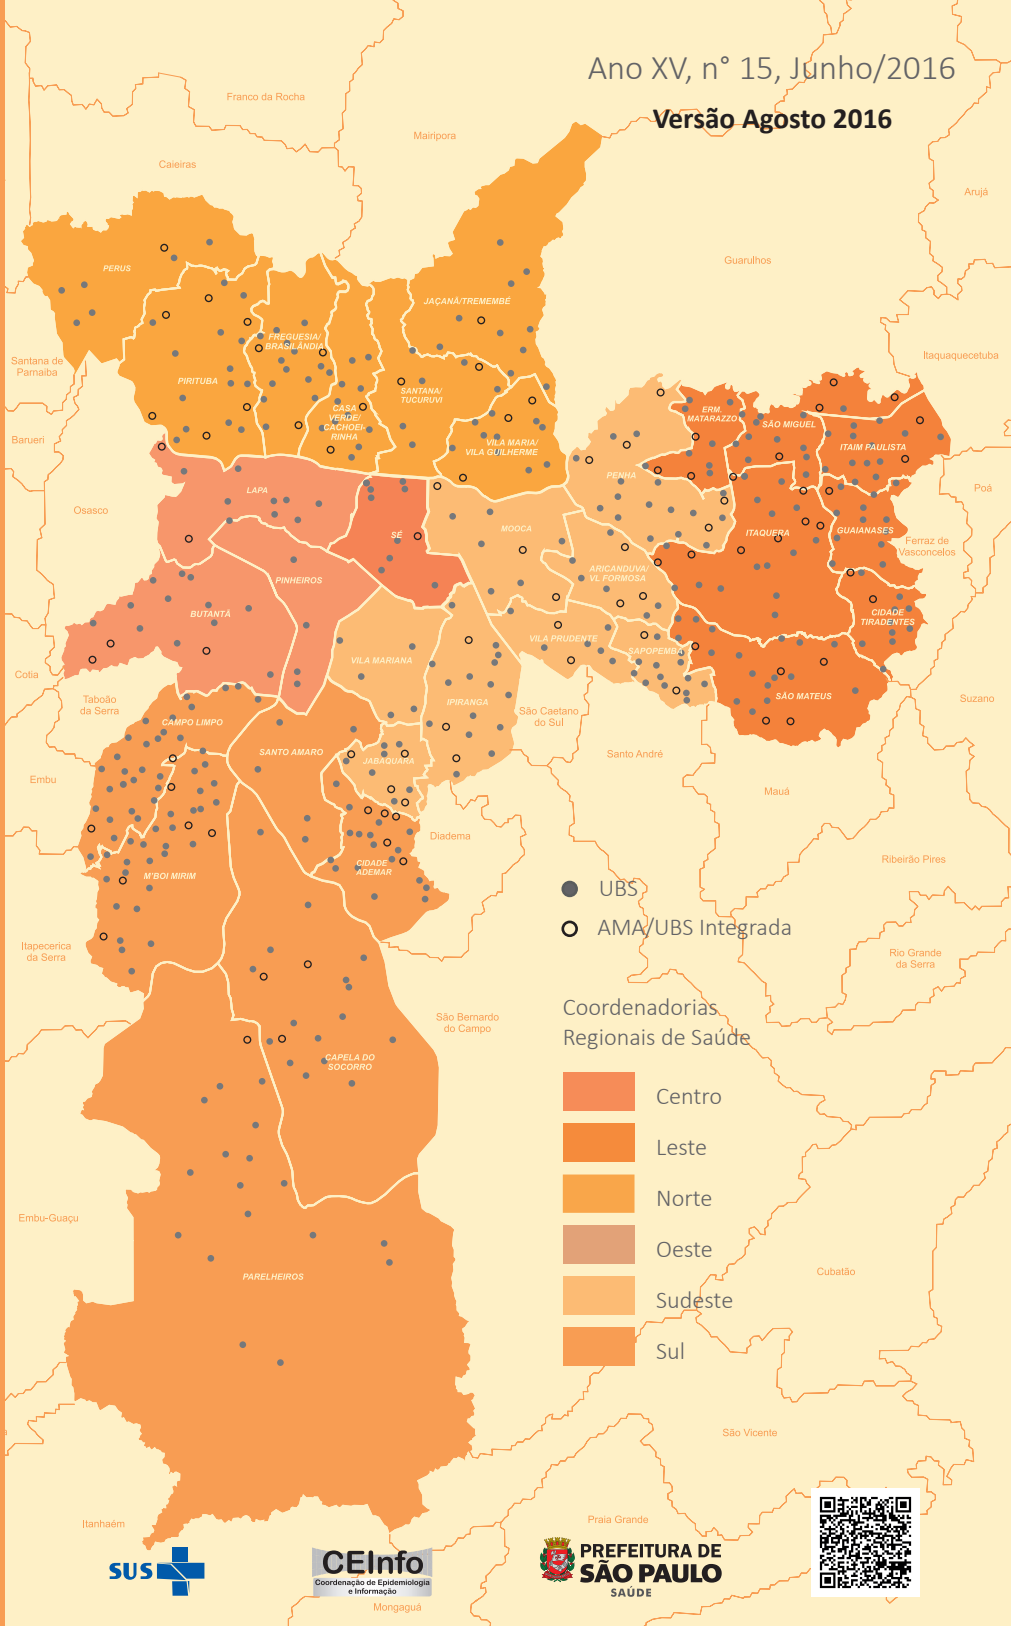 Ano XV, n° 15, Junho/2016
Versão Agosto 2016
Franco da Rocha
Mairipora
Caieiras
Arujá
Guarulhos
PERUS
JAÇANÃ/TREMEMBÉ
FREGUESIA/
BRASILÂNDIA
Santana de
Parnaiba
Itaquaquecetuba
PIRITUBA
SANTANA/
TUCURUVI
CASA
VERDE/
CACHOEI-
RINHA
ERM.
MATARAZZO
SÃO MIGUEL
Barueri
VILA MARIA/
VILA GUILHERME
ITAIM PAULISTA
PENHA
LAPA
Poá
Osasco
SÉ
MOOCA
ITAQUERA
GUAIANASES
Ferraz de
Vasconcelos
PINHEIROS
ARICANDUVA/
VL FORMOSA
BUTANTÃ
CIDADE
TIRADENTES
VILA PRUDENTE
SAPOPEMBA
VILA MARIANA
Cotia
Taboão
da Serra
IPIRANGA
SÃO MATEUS
Suzano
São Caetano
do Sul
CAMPO LIMPO
SANTO AMARO
Santo André
JABAQUARA
Embu
Mauá
Diadema
CIDADE
ADEMAR
Ribeirão Pires
M'BOI MIRIM
UBS
AMA/UBS Integrada
Itapecerica
da Serra
Rio Grande
da Serra
Coordenadorias
Regionais de Saúde
São Bernardo
do Campo
CAPELA DO
SOCORRO
Centro
Leste
Norte
Embu-Guaçu
Oeste
Cubatão
PARELHEIROS
Sudeste
Sul
São Vicente
Itanhaém
Praia Grande
SUS
CEInfo
Coordenação de Epidemiologia
e Informação
PREFEITURA DE
SÃO PAULO
SAÚDE
Mongaguá